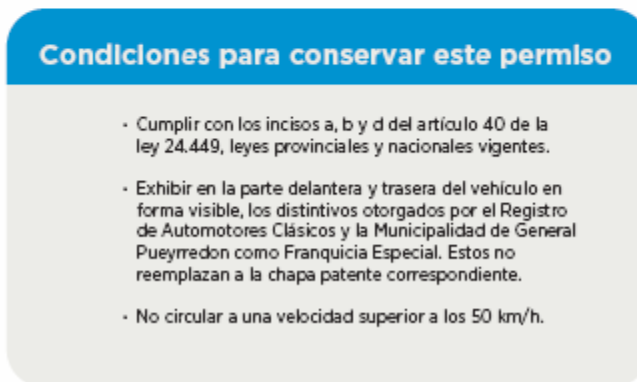 Condiciones para conservar este permiso
· Cumplir con los incisos a, b y d del artículo 40 de la
ley 24.449, leyes provinciales y nacionales vigentes.
· Exhibir en la parte delantera y trasera del vehículo en
forma visible, los distintivos otorgados por el Registro
de Automotores Clásicos y la Municipalidad de General
Pueyrredon como Franquicia Especial. Estos no
reemplazan a la chapa patente correspondiente.
· No circular a una velocidad superior a los 50 km/h.